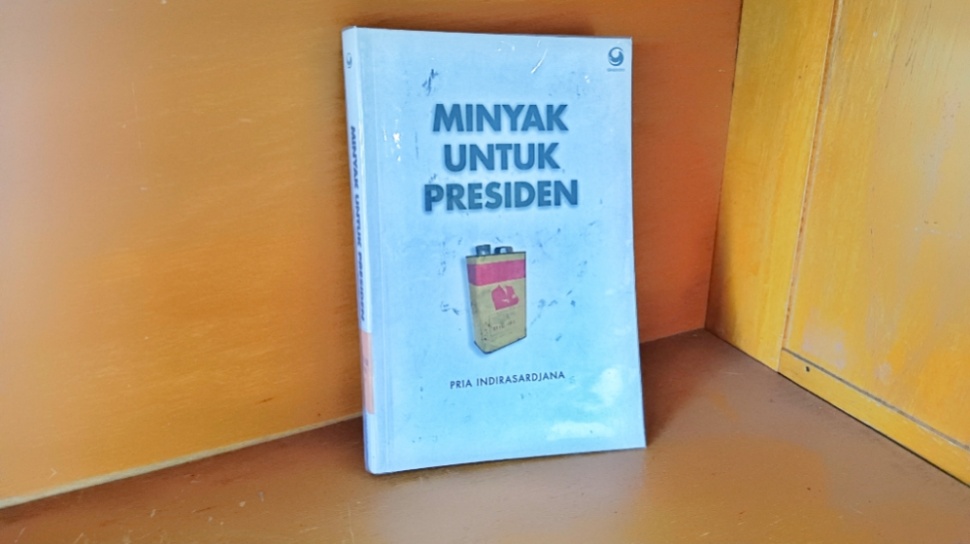 MINYAK
UNTUK
PRESIDEN
PRIA INDIRASARDJANA
MINYAK UNTUK PRESIDEN